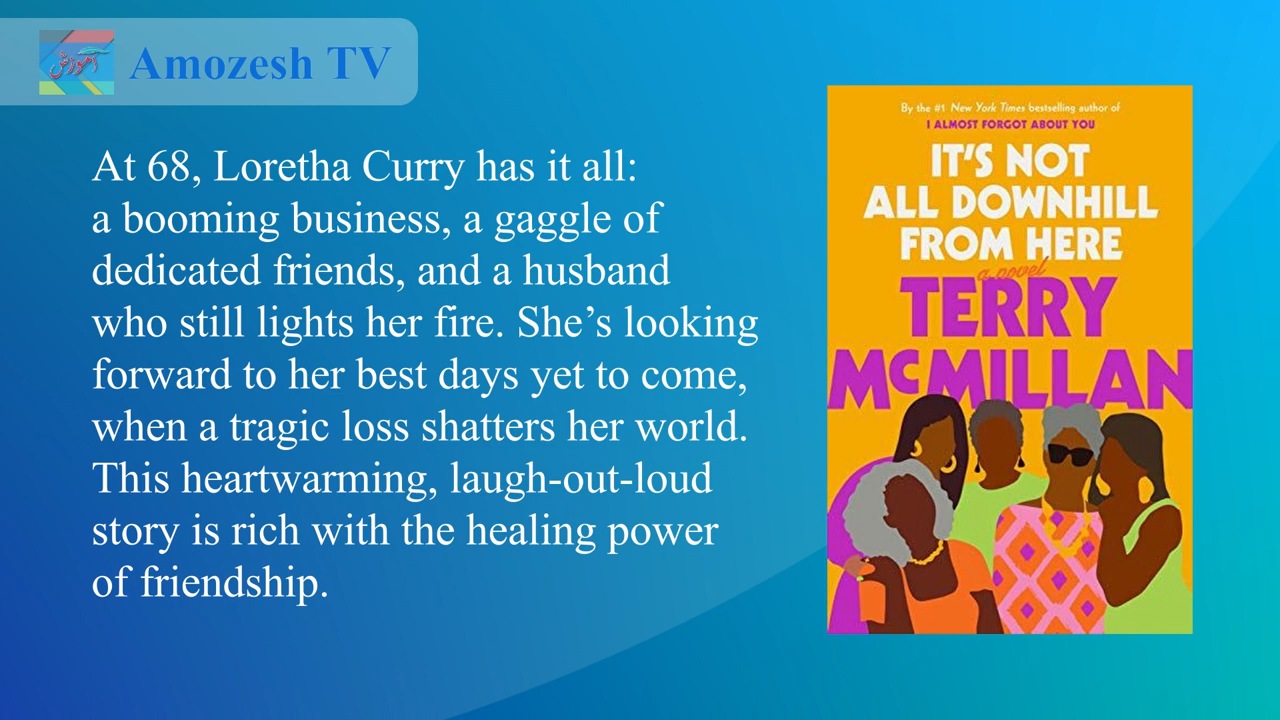 آموزش
Amozesh TV
At 68, Loretha Curry has it all:
a booming business, a gaggle of
dedicated friends, and a husband
who still lights her fire. She’s looking
forward to her best days yet to come,
when a tragic loss shatters her world.
This heartwarming, laugh-out-loud
story is rich with the healing power
of friendship.
By the #1 New York Times bestselling author of
I ALMOST FORGOT ABOUT YOU
IT'S NOT
ALL DOWNHILL
FROM HERE
a novel
TERRY
McMILLAN